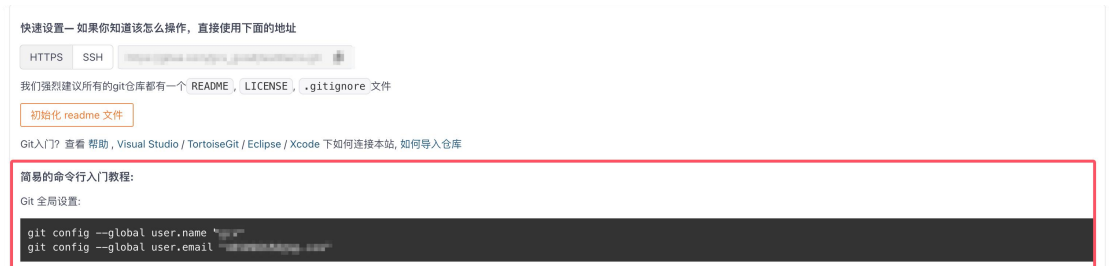 快速设置— 如果你知道该怎么操作，直接使用下面的地址
HTTPS SSH
我们强烈建议所有的git仓库都有一个 README , LICENSE , .gitignore 文件
初始化 readme 文件
Git入门？查看 帮助 , Visual Studio / TortoiseGit / Eclipse / Xcode 下如何连接本站, 如何导入仓库
简易的命令行入门教程:
Git 全局设置:
git config --global user.name "
git config --global user.email "